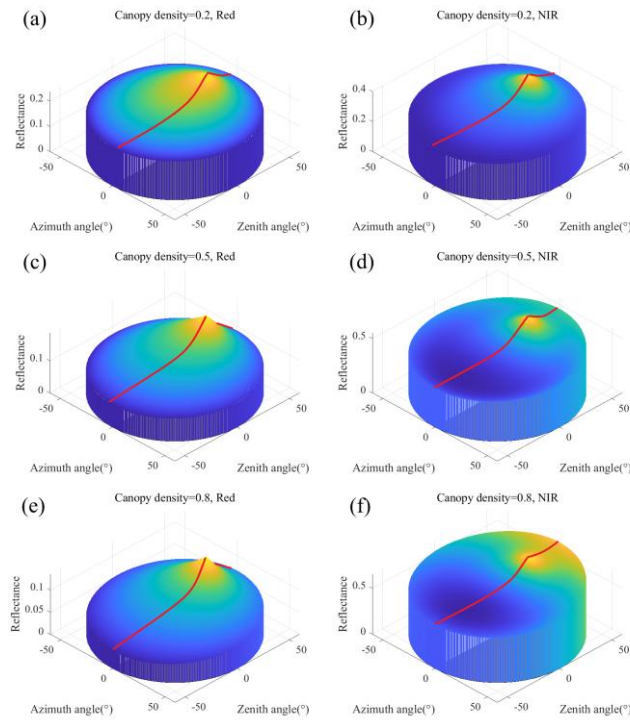 (a)
Canopy density=0.2, Red
Reflectance
0.2
0.1
0
-50
0
50
Azimuth angle(°)
-50
0
50
Zenith angle(°)
(b)
Canopy density=0.2, NIR
Reflectance
0.4
0.2
0
-50
0
50
Azimuth angle(°)
-50
0
50
Zenith angle(°)
(c)
Canopy density=0.5, Red
Reflectance
0.1
0
-50
0
50
Azimuth angle(°)
-50
0
50
Zenith angle(°)
(d)
Canopy density=0.5, NIR
Reflectance
0.5
0
-50
0
50
Azimuth angle(°)
-50
0
50
Zenith angle(°)
(e)
Canopy density=0.8, Red
Reflectance
0.1
0.05
0
-50
0
50
Azimuth angle(°)
-50
0
50
Zenith angle(°)
(f)
Canopy density=0.8, NIR
Reflectance
0.5
0
-50
0
50
Azimuth angle(°)
-50
0
50
Zenith angle(°)